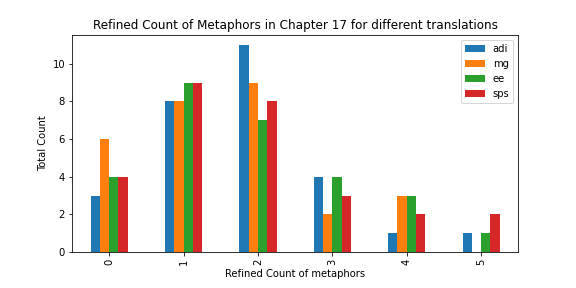 Refined Count of Metaphors in Chapter 17 for different translations
adi
mg
ee
sps
Total Count
10
8
6
4
2
0
0 1 2 3 4 5
Refined Count of metaphors